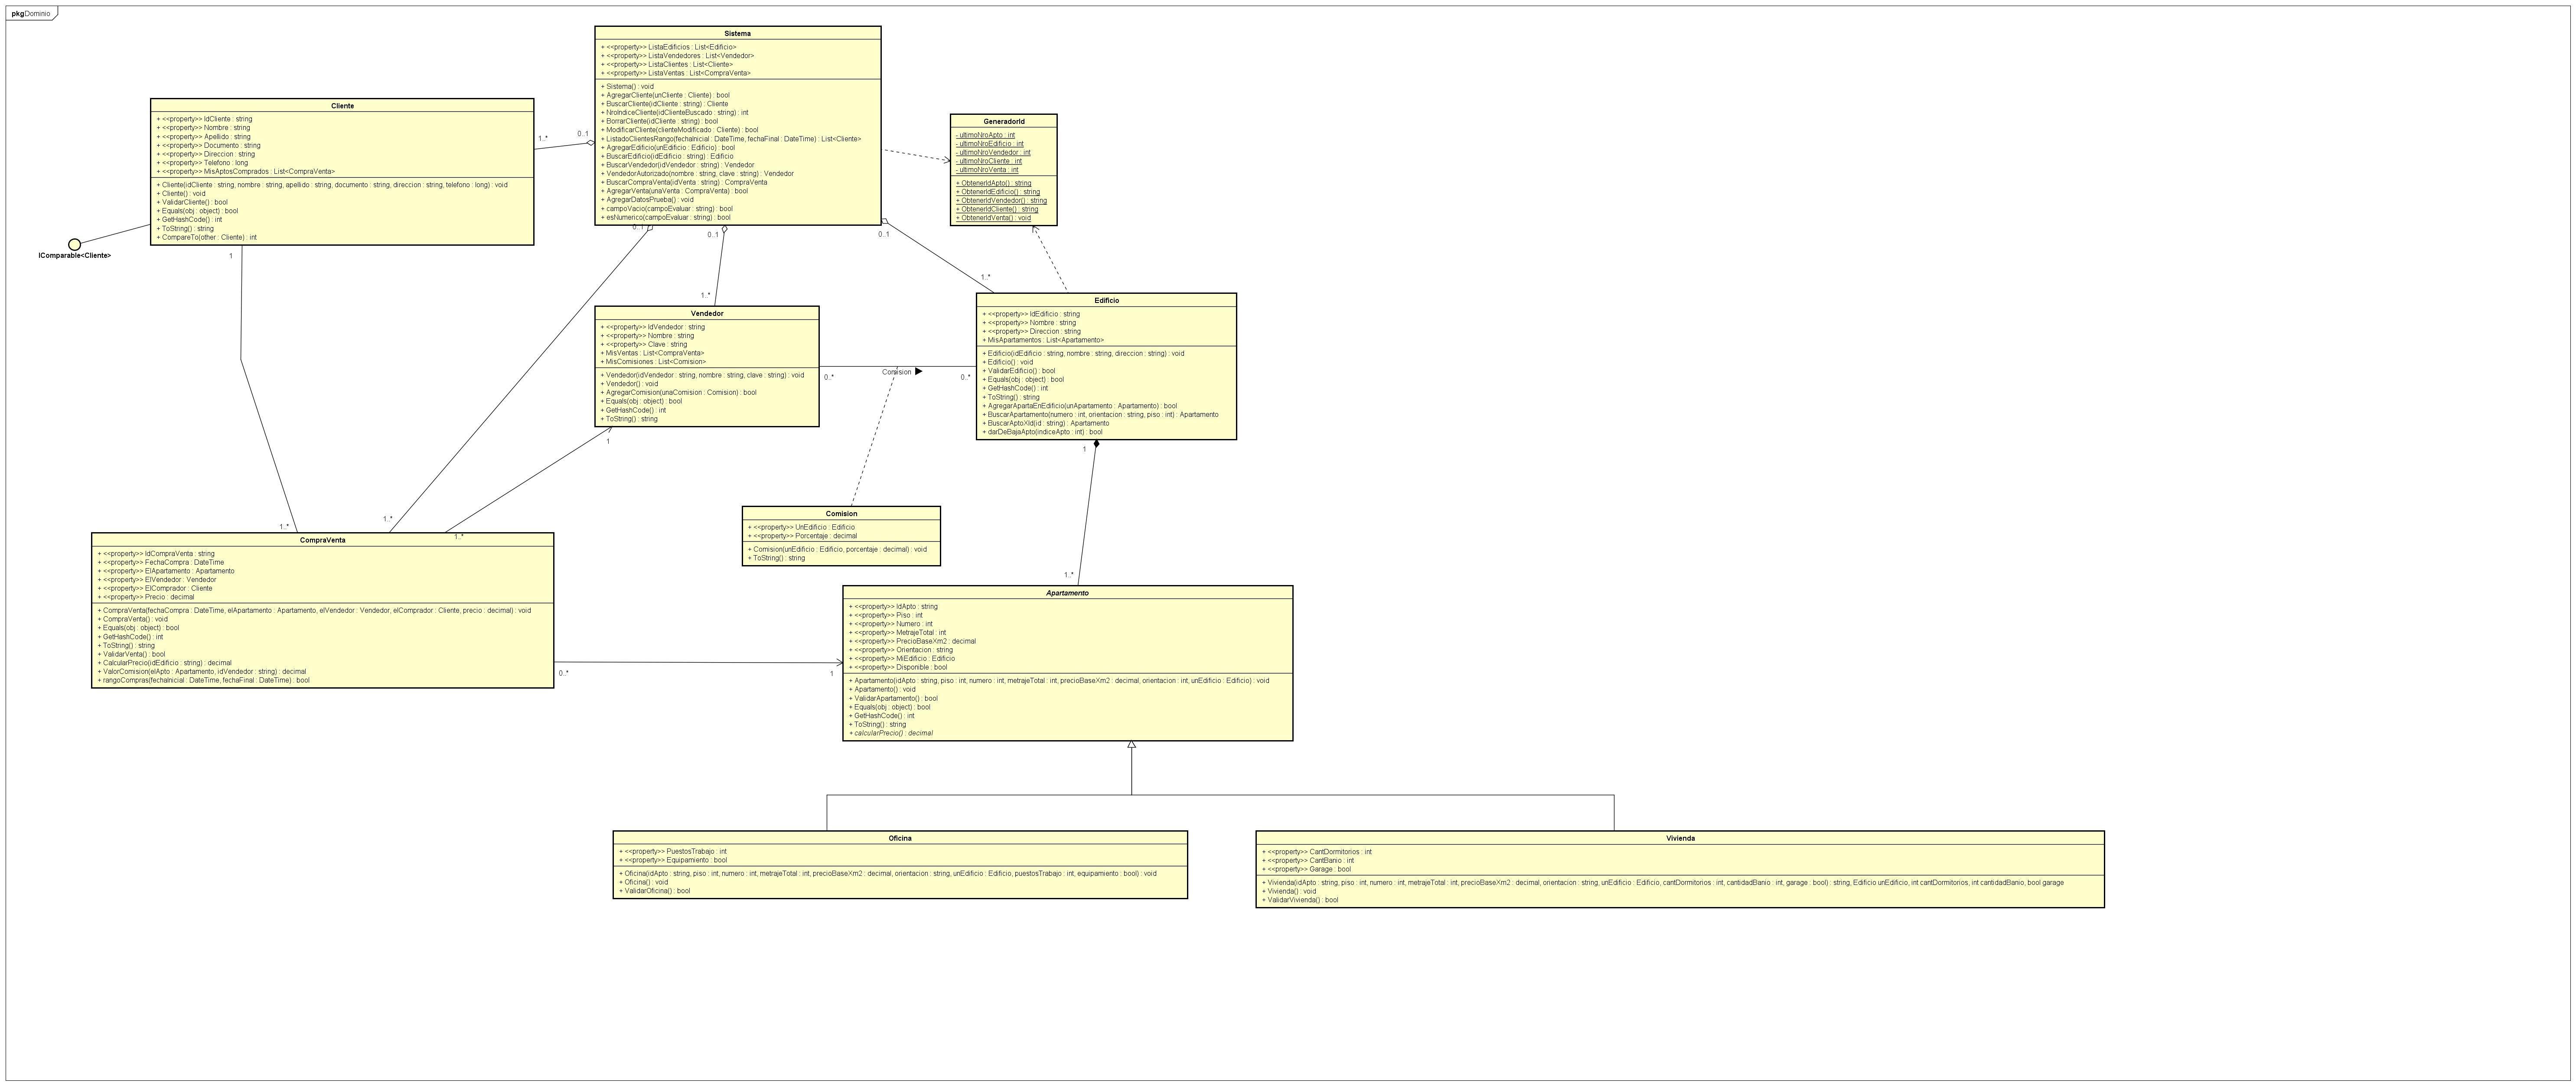 pkg Dominio
Sistema
+ <<property>> ListaEdificios : List<Edificio>
+ <<property>> ListaVendedores : List<Vendedor>
+ <<property>> ListaClientes : List<Cliente>
+ <<property>> ListaVentas : List<CompraVenta>
+ Sistema() : void
+ AgregarCliente(unCliente : Cliente) : bool
+ BuscarCliente(idCliente : string) : Cliente
+ NroIndiceCliente(idClienteBuscado : string) : int
+ BorrarCliente(idCliente : string) : bool
+ ModificarCliente(clienteModificado : Cliente) : bool
+ ListadoClientesRango(fechaInicial : DateTime, fechaFinal : DateTime) : List<Cliente>
+ AgregarEdificio(unEdificio : Edificio) : bool
+ BuscarEdificio(idEdificio : string) : Edificio
+ BuscarVendedor(idVendedor : string) : Vendedor
+ VendedorAutorizado(nombre : string, clave : string) : Vendedor
+ BuscarCompraVenta(idVenta : string) : CompraVenta
+ AgregarVenta(unaVenta : CompraVenta) : bool
+ AgregarDatosPrueba() : void
+ campoVacio(campoEvaluar : string) : bool
+ esNumerico(campoEvaluar : string) : bool
Cliente
+ <<property>> IdCliente : string
+ <<property>> Nombre : string
+ <<property>> Apellido : string
+ <<property>> Documento : string
+ <<property>> Direccion : string
+ <<property>> Telefono : long
+ <<property>> MisAptosComprados : List<CompraVenta>
+ Cliente(idCliente : string, nombre : string, apellido : string, documento : string, direccion : string, telefono : long) : void
+ Cliente() : void
+ ValidarCliente() : bool
+ Equals(obj : object) : bool
+ GetHashCode() : int
+ ToString() : string
+ CompareTo(other : Cliente) : int
1..*
0..1
GeneradorId
- ultimoNroApto : int
- ultimoNroEdificio : int
- ultimoNroVendedor : int
- ultimoNroCliente : int
- ultimoNroVenta : int
+ ObtenerIdApto() : string
+ ObtenerIdEdificio() : string
+ ObtenerIdVendedor() : string
+ ObtenerIdCliente() : string
+ ObtenerIdVenta() : void
IComparable<Cliente>
1
0..1
0..1
0..1
1..*
1..*
Vendedor
+ <<property>> IdVendedor : string
+ <<property>> Nombre : string
+ <<property>> Clave : string
+ MisVentas : List<CompraVenta>
+ MisComisiones : List<Comision>
+ Vendedor(idVendedor : string, nombre : string, clave : string) : void
+ Vendedor() : void
+ AgregarComision(unaComision : Comision) : bool
+ Equals(obj : object) : bool
+ GetHashCode() : int
+ ToString() : string
Edificio
+ <<property>> IdEdificio : string
+ <<property>> Nombre : string
+ <<property>> Direccion : string
+ MisApartamentos : List<Apartamento>
+ Edificio(idEdificio : string, nombre : string, direccion : string) : void
+ Edificio() : void
+ ValidarEdificio() : bool
+ Equals(obj : object) : bool
+ GetHashCode() : int
+ ToString() : string
+ AgregarApartaEnEdificio(unApartamento : Apartamento) : bool
+ BuscarApartamento(numero : int, orientacion : string, piso : int) : Apartamento
+ BuscarAptoXId(id : string) : Apartamento
+ darDeBajaApto(indiceApto : int) : bool
0..*
Comision
0..*
1
1
Comision
+ <<property>> UnEdificio : Edificio
+ <<property>> Porcentaje : decimal
+ Comision(unEdificio : Edificio, porcentaje : decimal) : void
+ ToString() : string
1..*
1..*
1..*
1..*
CompraVenta
+ <<property>> IdCompraVenta : string
+ <<property>> FechaCompra : DateTime
+ <<property>> ElApartamento : Apartamento
+ <<property>> ElVendedor : Vendedor
+ <<property>> ElComprador : Cliente
+ <<property>> Precio : decimal
+ CompraVenta(fechaCompra : DateTime, elApartamento : Apartamento, elVendedor : Vendedor, elComprador : Cliente, precio : decimal) : void
+ CompraVenta() : void
+ Equals(obj : object) : bool
+ GetHashCode() : int
+ ToString() : string
+ ValidarVenta() : bool
+ CalcularPrecio(idEdificio : string) : decimal
+ ValorComision(elApto : Apartamento, idVendedor : string) : decimal
+ rangoCompras(fechaInicial : DateTime, fechaFinal : DateTime) : bool
0..*
1
Apartamento
+ <<property>> IdApto : string
+ <<property>> Piso : int
+ <<property>> Numero : int
+ <<property>> MetrajeTotal : int
+ <<property>> PrecioBaseXm2 : decimal
+ <<property>> Orientacion : string
+ <<property>> MiEdificio : Edificio
+ <<property>> Disponible : bool
+ Apartamento(idApto : string, piso : int, numero : int, metrajeTotal : int, precioBaseXm2 : decimal, orientacion : int, unEdificio : Edificio) : void
+ Apartamento() : void
+ ValidarApartamento() : bool
+ Equals(obj : object) : bool
+ GetHashCode() : int
+ ToString() : string
+ calcularPrecio() : decimal
Oficina
+ <<property>> PuestosTrabajo : int
+ <<property>> Equipamiento : bool
+ Oficina(idApto : string, piso : int, numero : int, metrajeTotal : int, precioBaseXm2 : decimal, orientacion : string, unEdificio : Edificio, puestosTrabajo : int, equipamiento : bool) : void
+ Oficina() : void
+ ValidarOficina() : bool
Vivienda
+ <<property>> CantDormitorios : int
+ <<property>> CantBanio : int
+ <<property>> Garage : bool
+ Vivienda(idApto : string, piso : int, numero : int, metrajeTotal : int, precioBaseXm2 : decimal, orientacion : string, unEdificio : Edificio, cantDormitorios : int, cantidadBanio : int, garage : bool) : string, Edificio unEdificio, int cantDormitorios, int cantidadBanio, bool garage
+ Vivienda() : void
+ ValidarVivienda() : bool